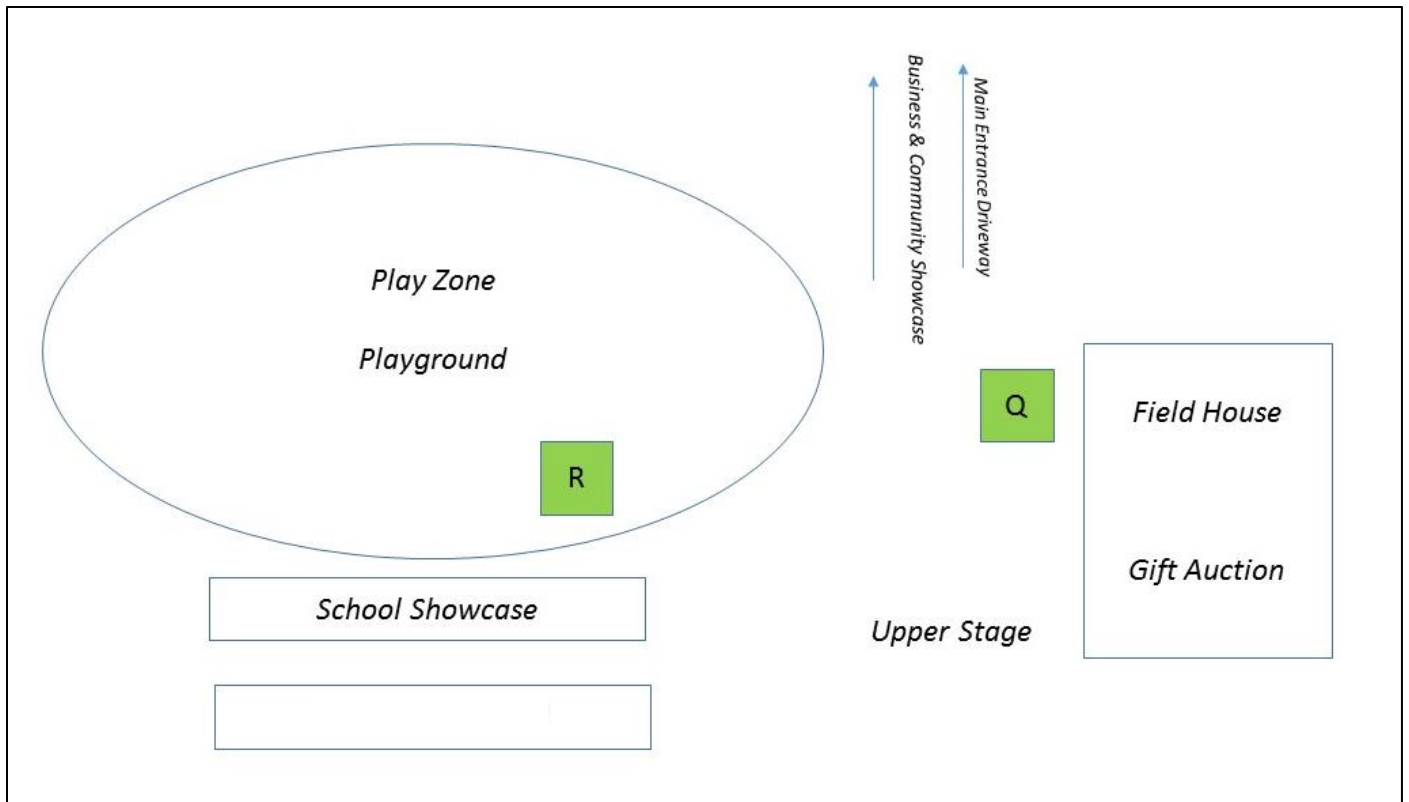 Business & Community Showcase
Main Entrance Driveway
Play Zone
Playground
Q
Field House
R
Gift Auction
School Showcase
Upper Stage